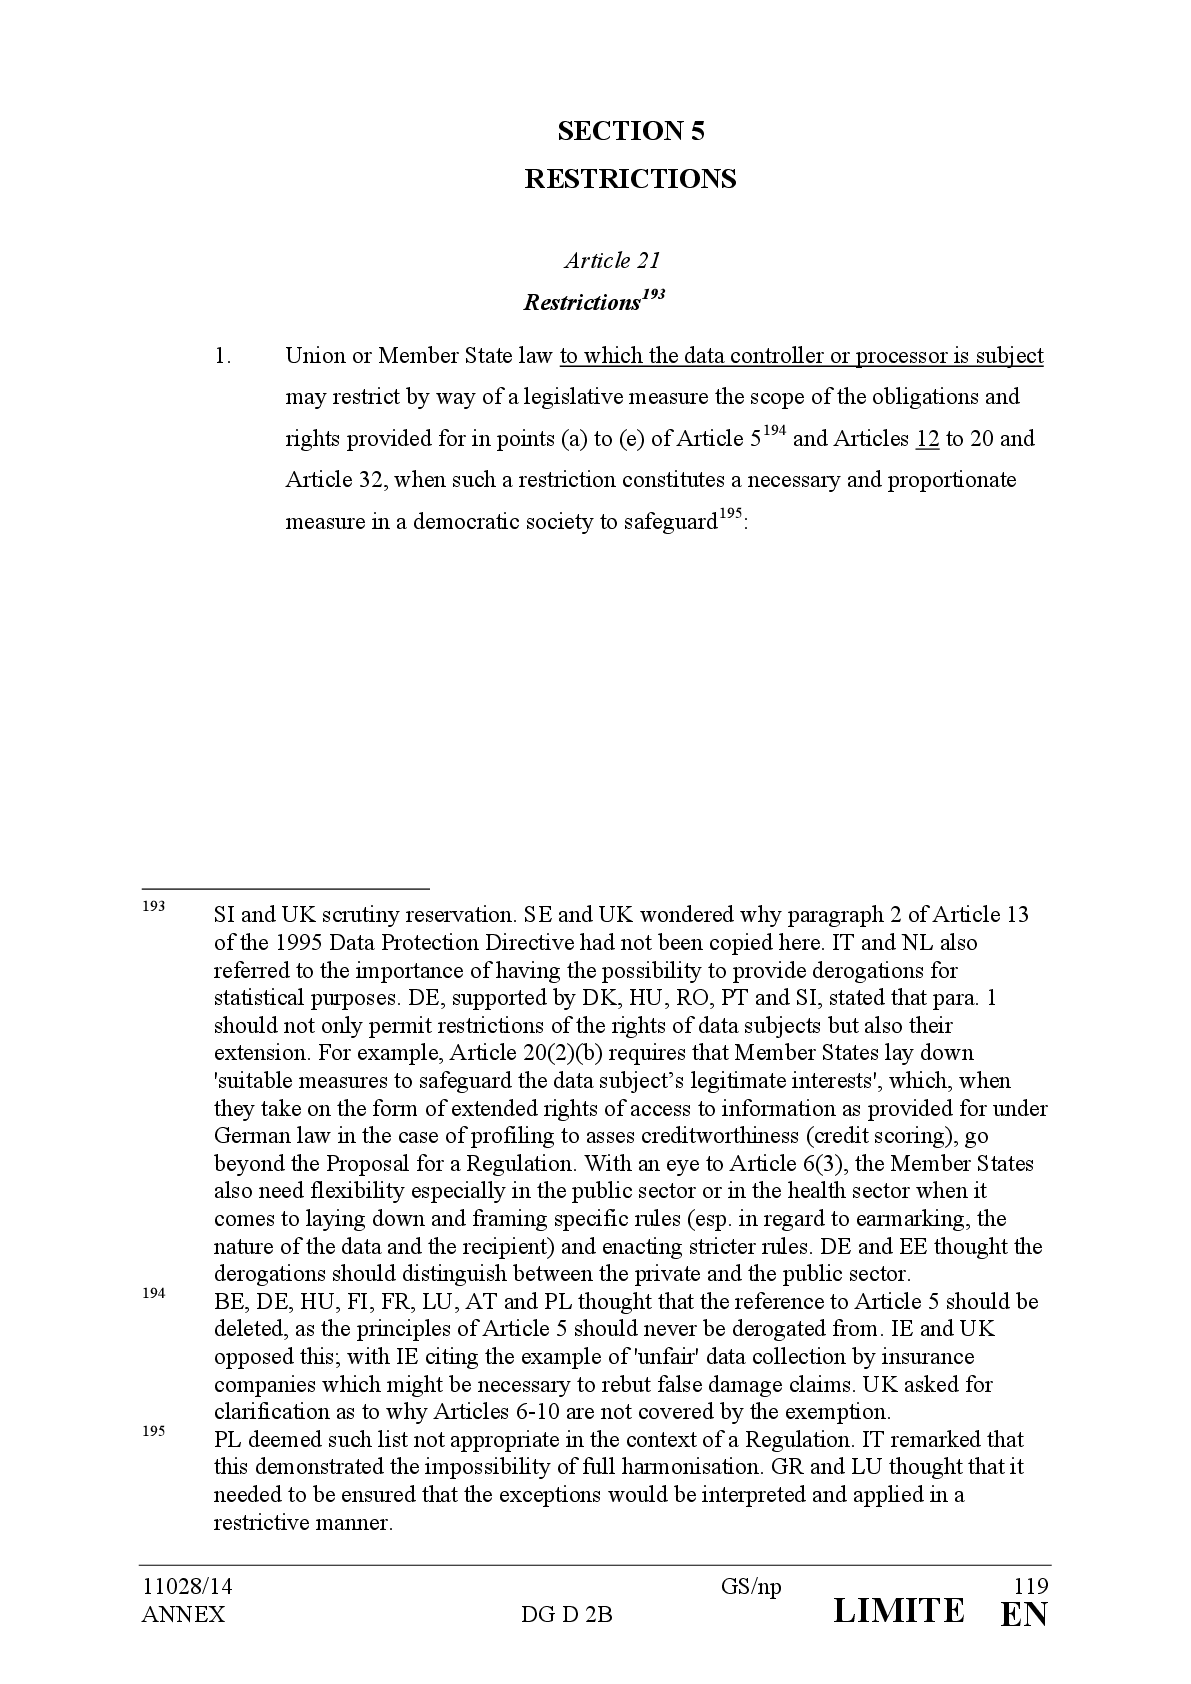 SECTION 5
RESTRICTIONS
Article 21
Restrictions193
1. Union or Member State law to which the data controller or processor is subject
may restrict by way of a legislative measure the scope of the obligations and
rights provided for in points (a) to (e) of Article 5194 and Articles 12 to 20 and
Article 32, when such a restriction constitutes a necessary and proportionate
measure in a democratic society to safeguard195:
193 SI and UK scrutiny reservation. SE and UK wondered why paragraph 2 of Article 13
of the 1995 Data Protection Directive had not been copied here. IT and NL also
referred to the importance of having the possibility to provide derogations for
statistical purposes. DE, supported by DK, HU, RO, PT and SI, stated that para. 1
should not only permit restrictions of the rights of data subjects but also their
extension. For example, Article 20(2)(b) requires that Member States lay down
'suitable measures to safeguard the data subject’s legitimate interests', which, when
they take on the form of extended rights of access to information as provided for under
German law in the case of profiling to asses creditworthiness (credit scoring), go
beyond the Proposal for a Regulation. With an eye to Article 6(3), the Member States
also need flexibility especially in the public sector or in the health sector when it
comes to laying down and framing specific rules (esp. in regard to earmarking, the
nature of the data and the recipient) and enacting stricter rules. DE and EE thought the
derogations should distinguish between the private and the public sector.
194 BE, DE, HU, FI, FR, LU, AT and PL thought that the reference to Article 5 should be
deleted, as the principles of Article 5 should never be derogated from. IE and UK
opposed this; with IE citing the example of 'unfair' data collection by insurance
companies which might be necessary to rebut false damage claims. UK asked for
clarification as to why Articles 6-10 are not covered by the exemption.
195 PL deemed such list not appropriate in the context of a Regulation. IT remarked that
this demonstrated the impossibility of full harmonisation. GR and LU thought that it
needed to be ensured that the exceptions would be interpreted and applied in a
restrictive manner.
11028/14 GS/np 119
ANNEX DG D 2B LIMITE EN